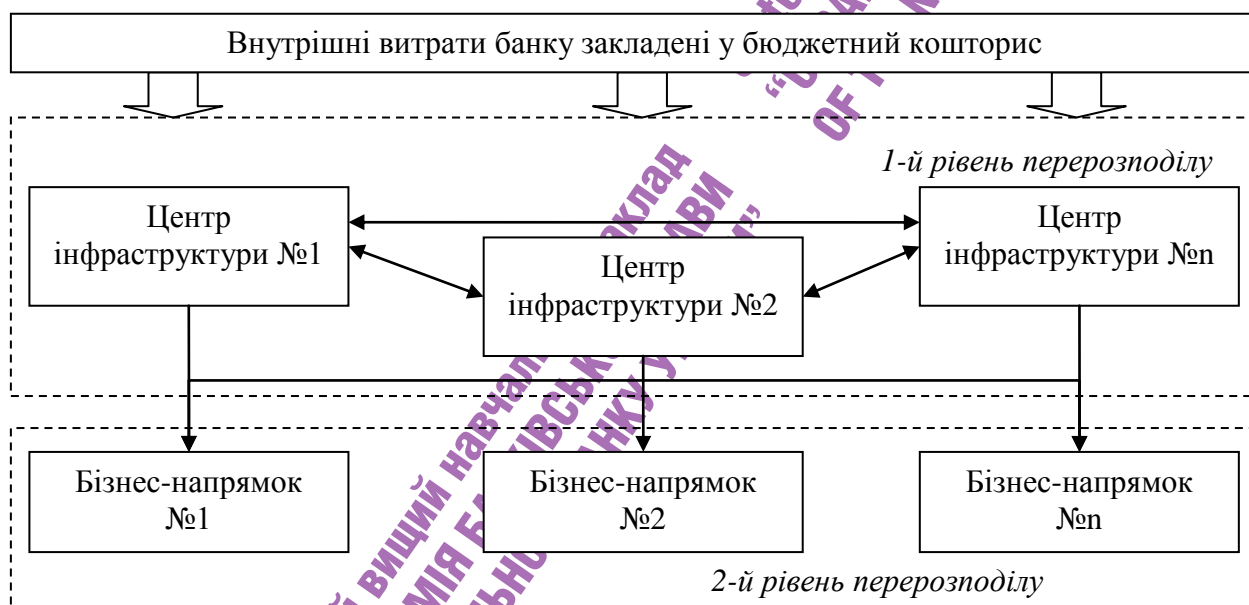 Внутрішні витрати банку закладені у бюджетний кошторис
1-й рівень перерозподілу
Центр
інфраструктури №1
Центр
інфраструктури №2
Центр
інфраструктури №n
Бізнес-напрямок
№1
Бізнес-напрямок
№2
Бізнес-напрямок
№n
2-й рівень перерозподілу